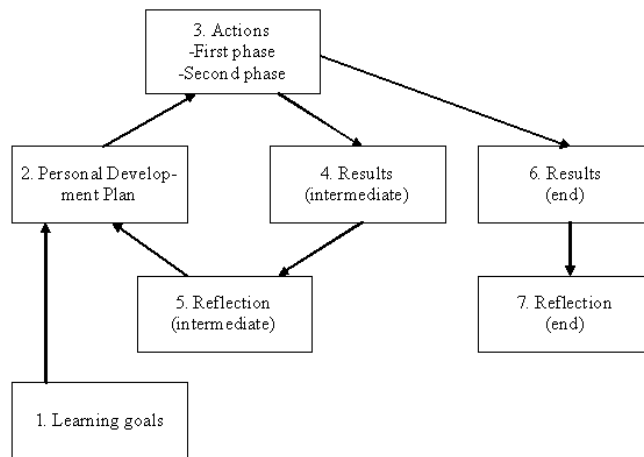 3. Actions
-First phase
-Second phase
2. Personal Develop-
ment Plan
4. Results
(intermediate)
6. Results
(end)
5. Reflection
(intermediate)
7. Reflection
(end)
1. Learning goals